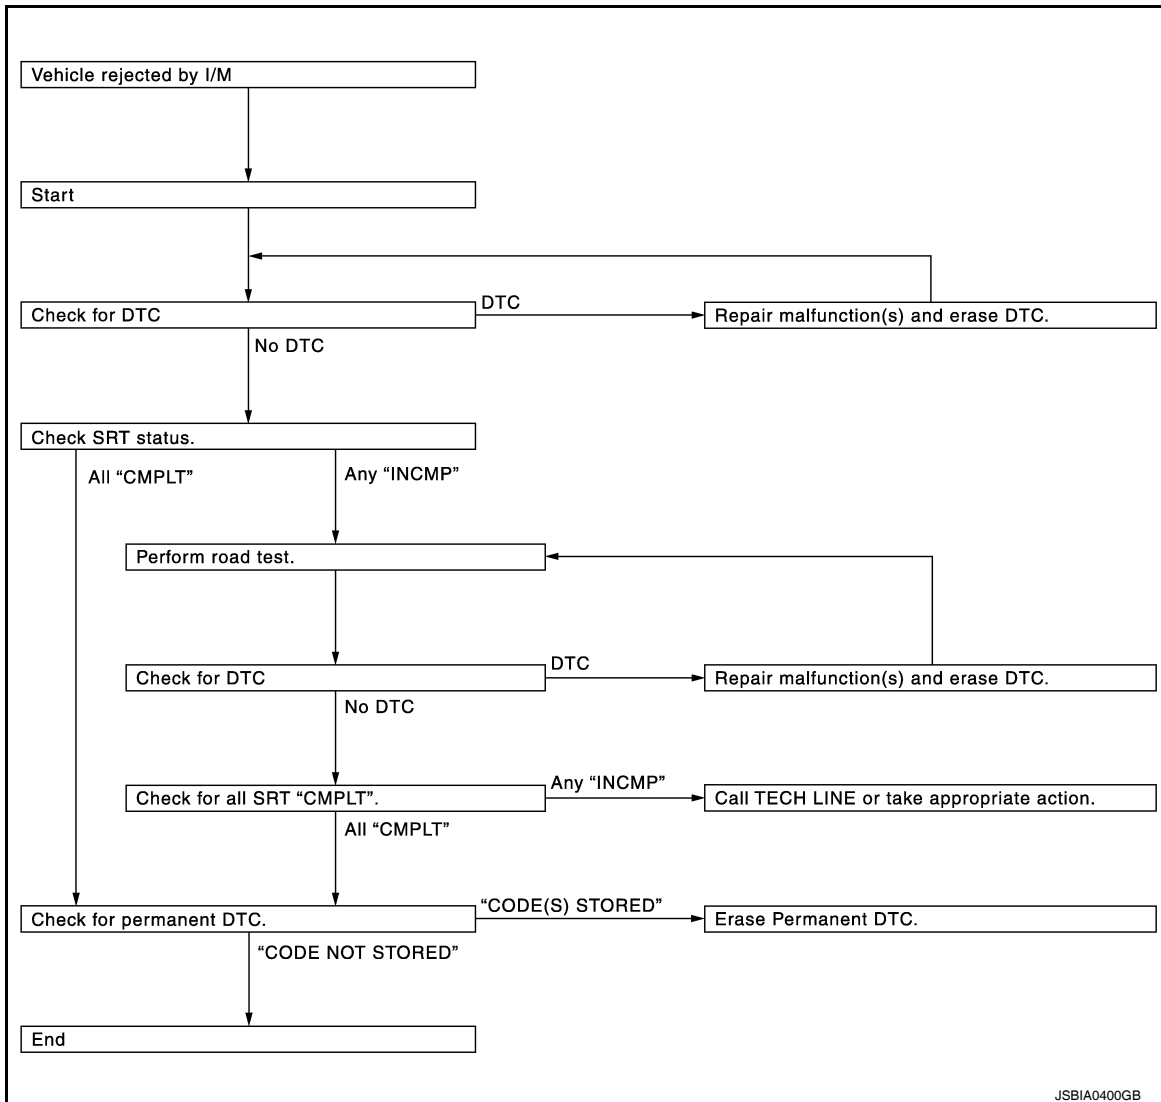 Vehicle rejected by I/M
Start
Check for DTC
DTC
Repair malfunction(s) and erase DTC.
No DTC
Check SRT status.
All “CMPLT”
Any “INCMP”
Perform road test.
Check for DTC
DTC
Repair malfunction(s) and erase DTC.
No DTC
Check for all SRT “CMPLT”.
Any “INCMP”
Call TECH LINE or take appropriate action.
All “CMPLT”
Check for permanent DTC.
“CODE(S) STORED”
Erase Permanent DTC.
“CODE NOT STORED”
End
JSBIA0400GB